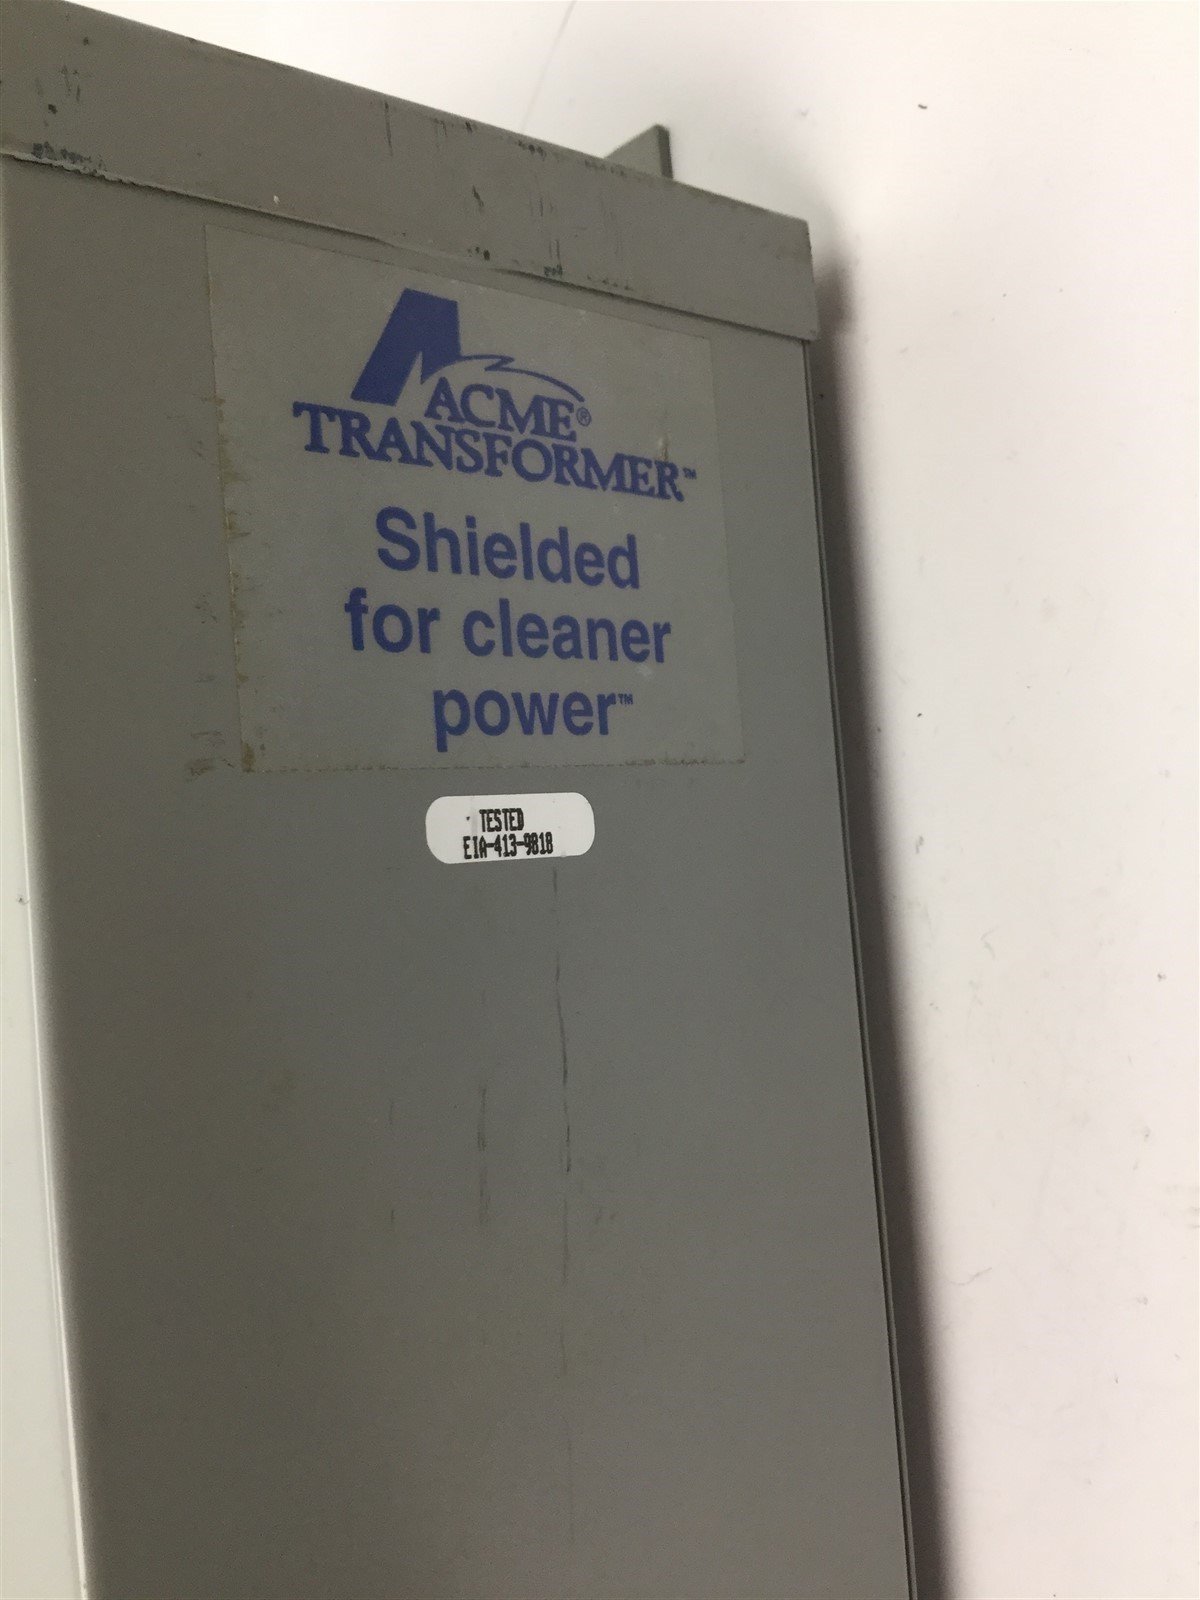 ACME®
TRANSFORMER™
Shielded
for cleaner
power™
TESTED
EIA-413-9818